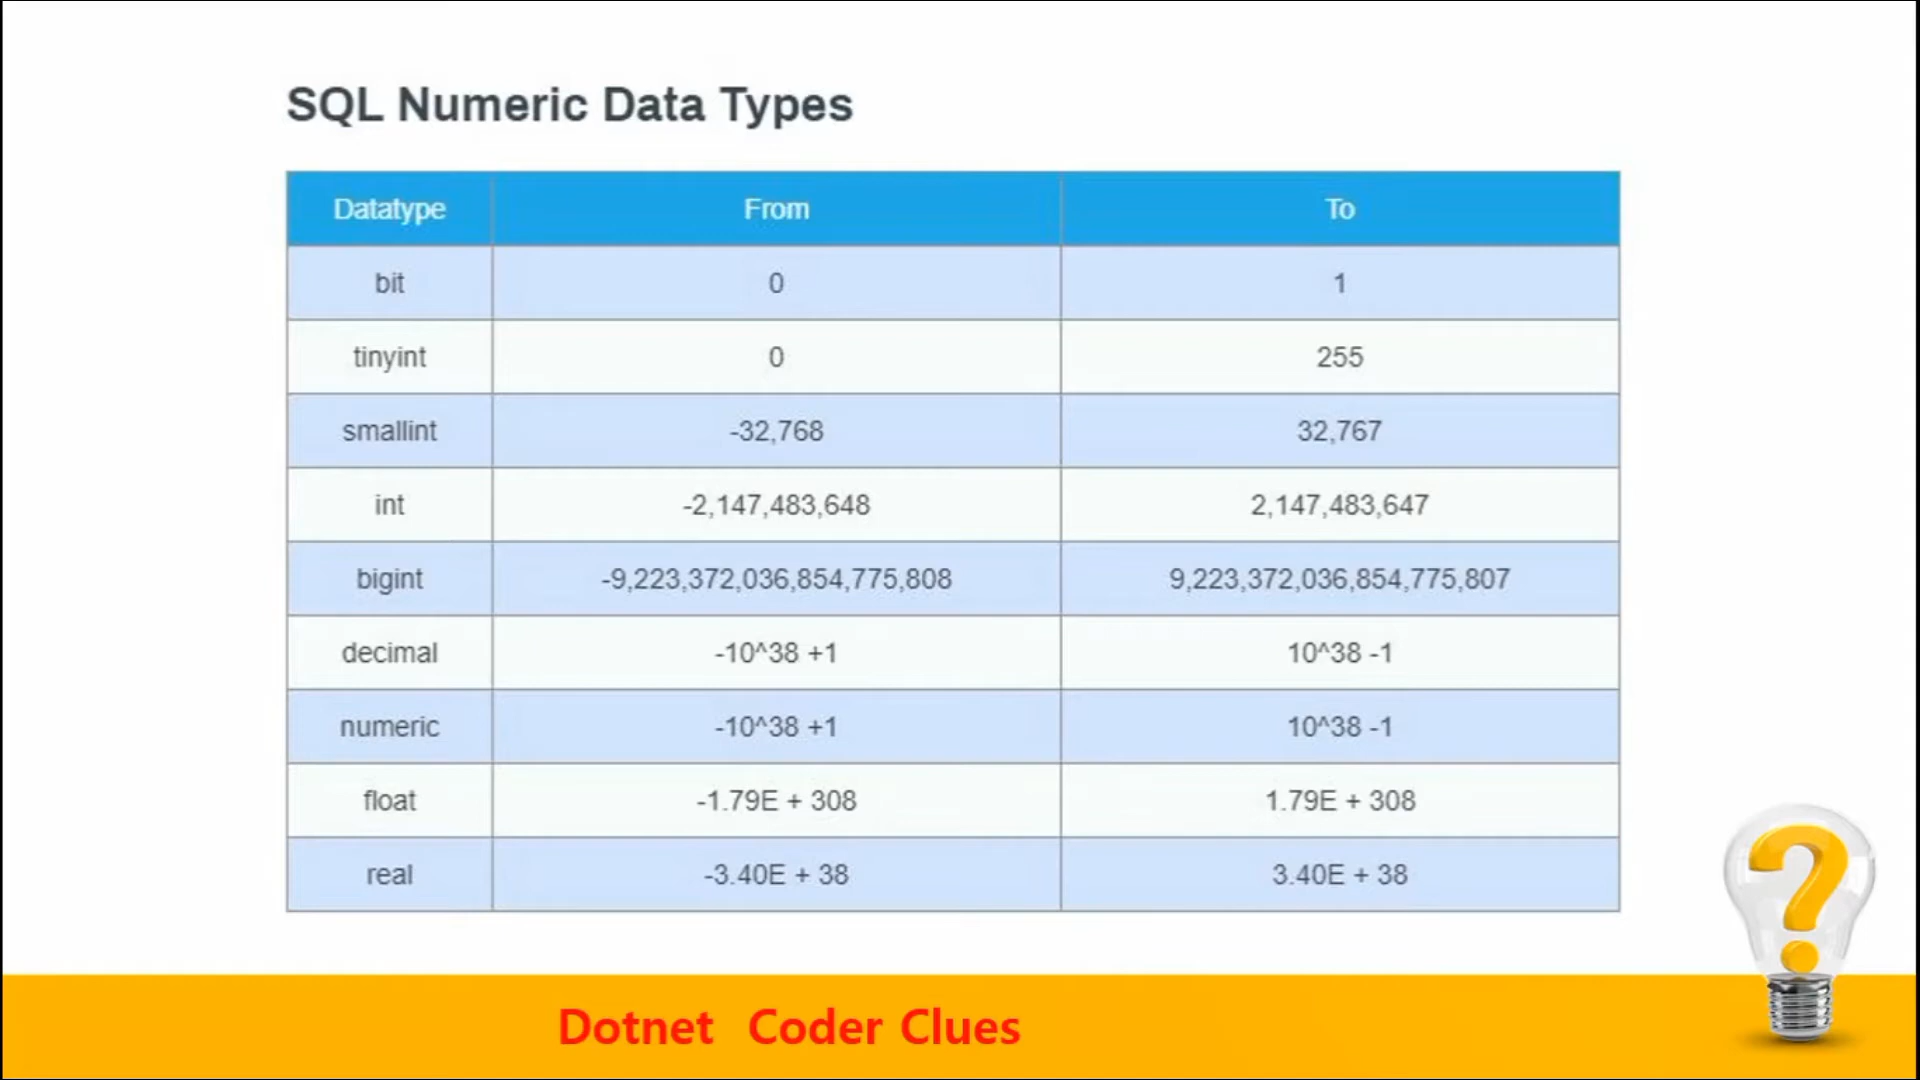 SQL Numeric Data Types
Datatype From To
bit 0 1
tinyint 0 255
smallint -32,768 32,767
int -2,147,483,648 2,147,483,647
bigint -9,223,372,036,854,775,808 9,223,372,036,854,775,807
decimal -10^38 +1 10^38 -1
numeric -10^38 +1 10^38 -1
float -1.79E + 308 1.79E + 308
real -3.40E + 38 3.40E + 38
?
Dotnet Coder Clues